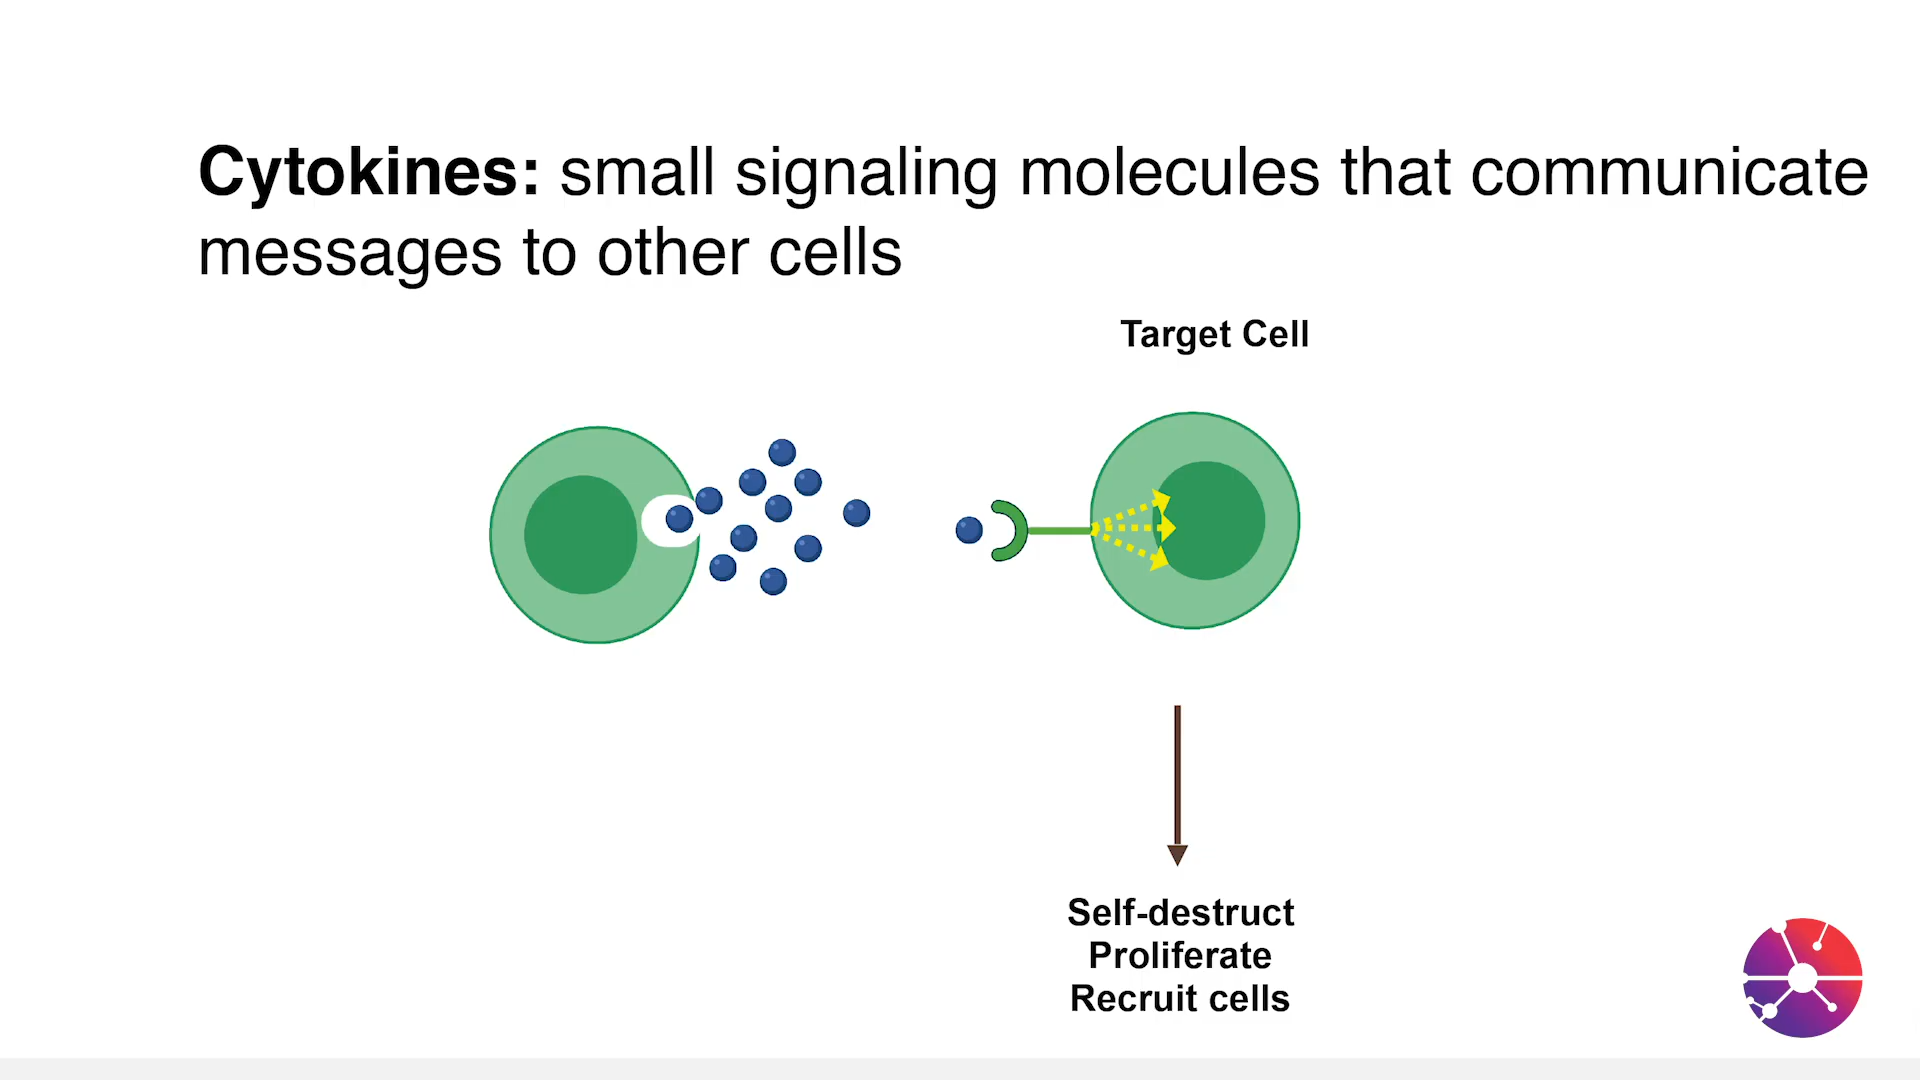 Cytokines: small signaling molecules that communicate
messages to other cells
Target Cell
Self-destruct
Proliferate
Recruit cells